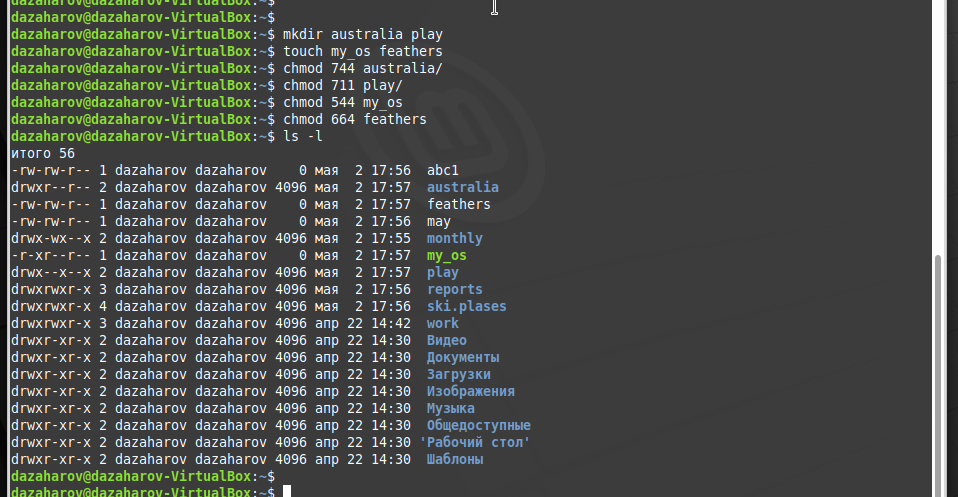 dazaharov@dazaharov-VirtualBox:~$
dazaharov@dazaharov-VirtualBox:~$
dazaharov@dazaharov-VirtualBox:~$ mkdir australia play
dazaharov@dazaharov-VirtualBox:~$ touch my_os feathers
dazaharov@dazaharov-VirtualBox:~$ chmod 744 australia/
dazaharov@dazaharov-VirtualBox:~$ chmod 711 play/
dazaharov@dazaharov-VirtualBox:~$ chmod 544 my_os
dazaharov@dazaharov-VirtualBox:~$ chmod 664 feathers
dazaharov@dazaharov-VirtualBox:~$ ls -l
итого 56
-rw-rw-r-- 1 dazaharov dazaharov    0 мая  2 17:56  abc1
drwxr--r-- 2 dazaharov dazaharov 4096 мая  2 17:57  australia
-rw-rw-r-- 1 dazaharov dazaharov    0 мая  2 17:57  feathers
-rw-rw-r-- 1 dazaharov dazaharov    0 мая  2 17:56  may
drwx-wx--x 2 dazaharov dazaharov 4096 мая  2 17:55  monthly
-r-xr--r-- 1 dazaharov dazaharov    0 мая  2 17:57  my_os
drwx--x--x 2 dazaharov dazaharov 4096 мая  2 17:57  play
drwxrwxr-x 3 dazaharov dazaharov 4096 мая  2 17:56  reports
drwxrwxr-x 4 dazaharov dazaharov 4096 мая  2 17:56  ski.plases
drwxrwxr-x 3 dazaharov dazaharov 4096 апр 22 14:42  work
drwxr-xr-x 2 dazaharov dazaharov 4096 апр 22 14:30  Видео
drwxr-xr-x 2 dazaharov dazaharov 4096 апр 22 14:30  Документы
drwxr-xr-x 2 dazaharov dazaharov 4096 апр 22 14:30  Загрузки
drwxr-xr-x 2 dazaharov dazaharov 4096 апр 22 14:30  Изображения
drwxr-xr-x 2 dazaharov dazaharov 4096 апр 22 14:30  Музыка
drwxr-xr-x 2 dazaharov dazaharov 4096 апр 22 14:30  Общедоступные
drwxr-xr-x 2 dazaharov dazaharov 4096 апр 22 14:30 'Рабочий стол'
drwxr-xr-x 2 dazaharov dazaharov 4096 апр 22 14:30  Шаблоны
dazaharov@dazaharov-VirtualBox:~$
dazaharov@dazaharov-VirtualBox:~$